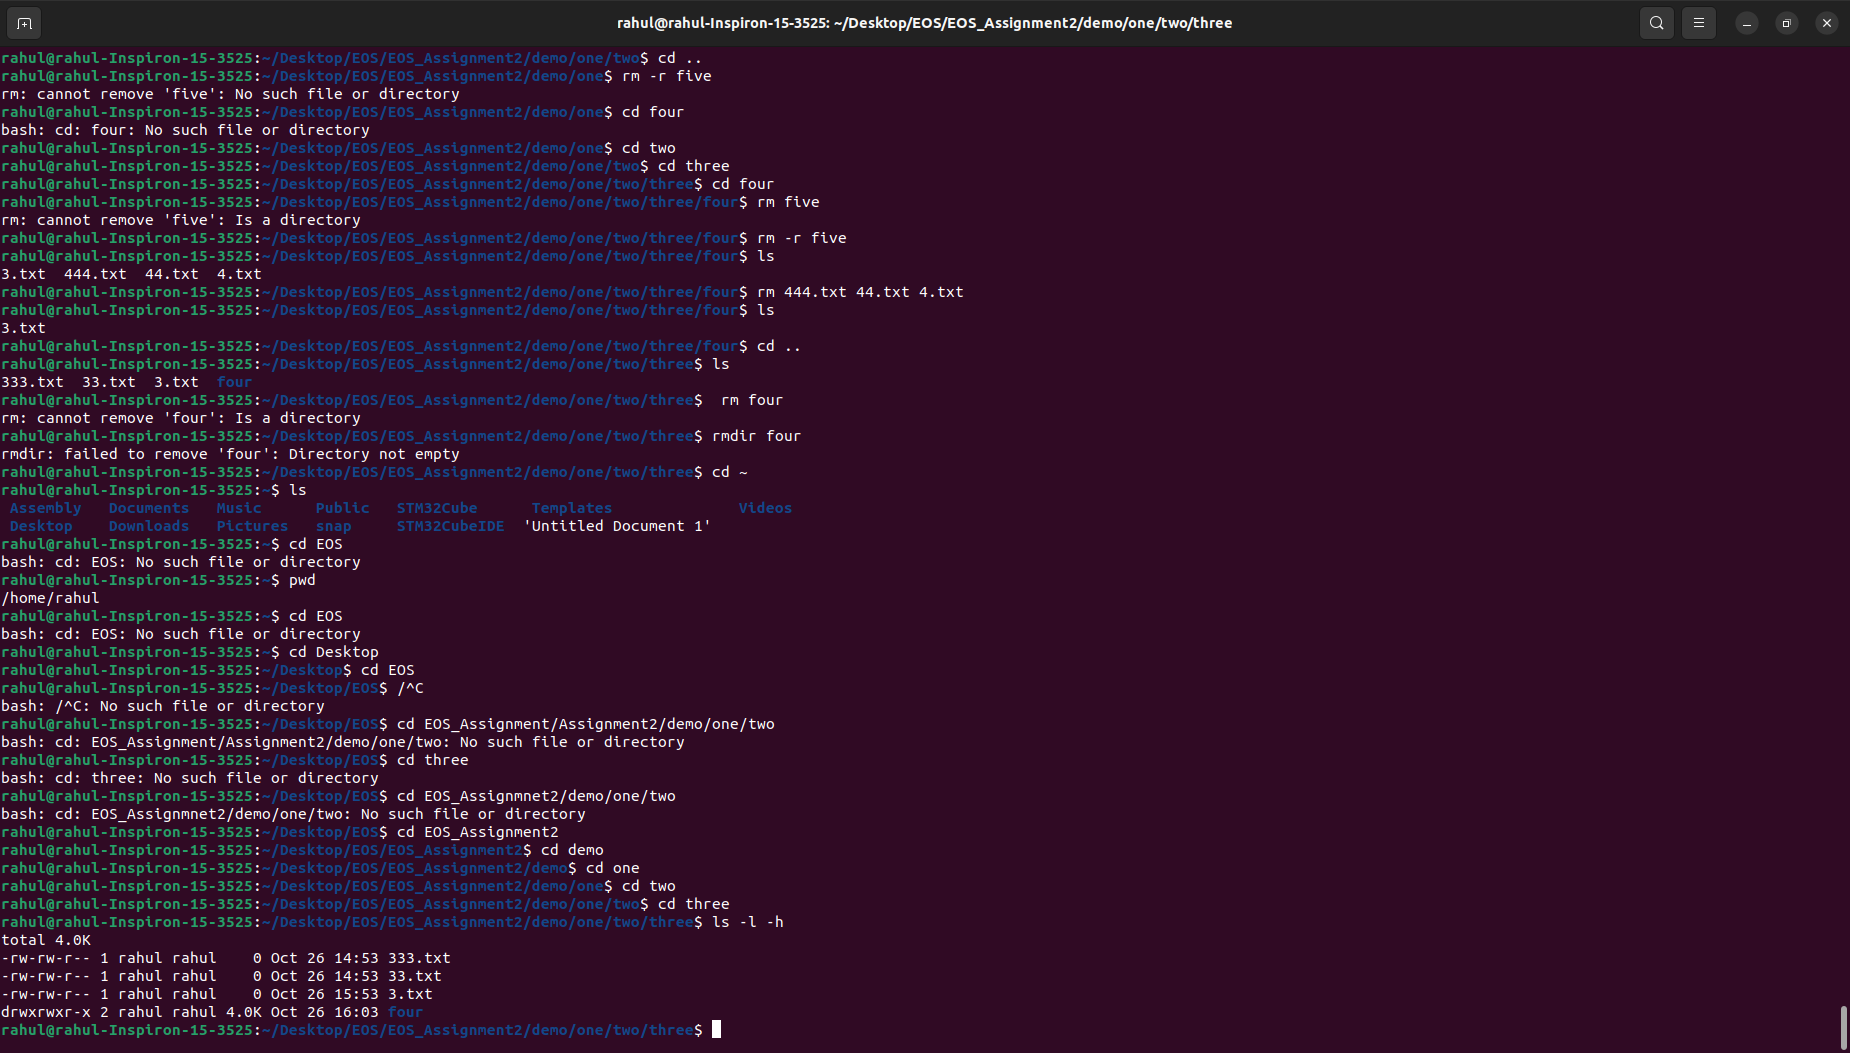 rahul@rahul-Inspiron-15-3525: ~/Desktop/EOS/EOS_Assignment2/demo/one/two/three
rahul@rahul-Inspiron-15-3525:~/Desktop/EOS/EOS_Assignment2/demo/one/two$ cd ..
rahul@rahul-Inspiron-15-3525:~/Desktop/EOS/EOS_Assignment2/demo/one$ rm -r five
rm: cannot remove 'five': No such file or directory
rahul@rahul-Inspiron-15-3525:~/Desktop/EOS/EOS_Assignment2/demo/one$ cd four
bash: cd: four: No such file or directory
rahul@rahul-Inspiron-15-3525:~/Desktop/EOS/EOS_Assignment2/demo/one$ cd two
rahul@rahul-Inspiron-15-3525:~/Desktop/EOS/EOS_Assignment2/demo/one/two$ cd three
rahul@rahul-Inspiron-15-3525:~/Desktop/EOS/EOS_Assignment2/demo/one/two/three$ cd four
rahul@rahul-Inspiron-15-3525:~/Desktop/EOS/EOS_Assignment2/demo/one/two/three/four$ rm five
rm: cannot remove 'five': Is a directory
rahul@rahul-Inspiron-15-3525:~/Desktop/EOS/EOS_Assignment2/demo/one/two/three/four$ rm -r five
rahul@rahul-Inspiron-15-3525:~/Desktop/EOS/EOS_Assignment2/demo/one/two/three/four$ ls
3.txt  444.txt  44.txt  4.txt
rahul@rahul-Inspiron-15-3525:~/Desktop/EOS/EOS_Assignment2/demo/one/two/three/four$ rm 444.txt 44.txt 4.txt
rahul@rahul-Inspiron-15-3525:~/Desktop/EOS/EOS_Assignment2/demo/one/two/three/four$ ls
3.txt
rahul@rahul-Inspiron-15-3525:~/Desktop/EOS/EOS_Assignment2/demo/one/two/three/four$ cd ..
rahul@rahul-Inspiron-15-3525:~/Desktop/EOS/EOS_Assignment2/demo/one/two/three$ ls
333.txt  33.txt  3.txt  four
rahul@rahul-Inspiron-15-3525:~/Desktop/EOS/EOS_Assignment2/demo/one/two/three$  rm four
rm: cannot remove 'four': Is a directory
rahul@rahul-Inspiron-15-3525:~/Desktop/EOS/EOS_Assignment2/demo/one/two/three$ rmdir four
rmdir: failed to remove 'four': Directory not empty
rahul@rahul-Inspiron-15-3525:~/Desktop/EOS/EOS_Assignment2/demo/one/two/three$ cd ~
rahul@rahul-Inspiron-15-3525:~$ ls
Assembly   Documents   Music      Public   STM32Cube      Templates              Videos
Desktop    Downloads   Pictures   snap     STM32CubeIDE  'Untitled Document 1'
rahul@rahul-Inspiron-15-3525:~$ cd EOS
bash: cd: EOS: No such file or directory
rahul@rahul-Inspiron-15-3525:~$ pwd
/home/rahul
rahul@rahul-Inspiron-15-3525:~$ cd EOS
bash: cd: EOS: No such file or directory
rahul@rahul-Inspiron-15-3525:~$ cd Desktop
rahul@rahul-Inspiron-15-3525:~/Desktop$ cd EOS
rahul@rahul-Inspiron-15-3525:~/Desktop/EOS$ /^C
bash: /^C: No such file or directory
rahul@rahul-Inspiron-15-3525:~/Desktop/EOS$ cd EOS_Assignment/Assignment2/demo/one/two
bash: cd: EOS_Assignment/Assignment2/demo/one/two: No such file or directory
rahul@rahul-Inspiron-15-3525:~/Desktop/EOS$ cd three
bash: cd: three: No such file or directory
rahul@rahul-Inspiron-15-3525:~/Desktop/EOS$ cd EOS_Assignmnet2/demo/one/two
bash: cd: EOS_Assignmnet2/demo/one/two: No such file or directory
rahul@rahul-Inspiron-15-3525:~/Desktop/EOS$ cd EOS_Assignment2
rahul@rahul-Inspiron-15-3525:~/Desktop/EOS/EOS_Assignment2$ cd demo
rahul@rahul-Inspiron-15-3525:~/Desktop/EOS/EOS_Assignment2/demo$ cd one
rahul@rahul-Inspiron-15-3525:~/Desktop/EOS/EOS_Assignment2/demo/one$ cd two
rahul@rahul-Inspiron-15-3525:~/Desktop/EOS/EOS_Assignment2/demo/one/two$ cd three
rahul@rahul-Inspiron-15-3525:~/Desktop/EOS/EOS_Assignment2/demo/one/two/three$ ls -l -h
total 4.0K
-rw-rw-r-- 1 rahul rahul    0 Oct 26 14:53 333.txt
-rw-rw-r-- 1 rahul rahul    0 Oct 26 14:53 33.txt
-rw-rw-r-- 1 rahul rahul    0 Oct 26 15:53 3.txt
drwxrwxr-x 2 rahul rahul 4.0K Oct 26 16:03 four
rahul@rahul-Inspiron-15-3525:~/Desktop/EOS/EOS_Assignment2/demo/one/two/three$